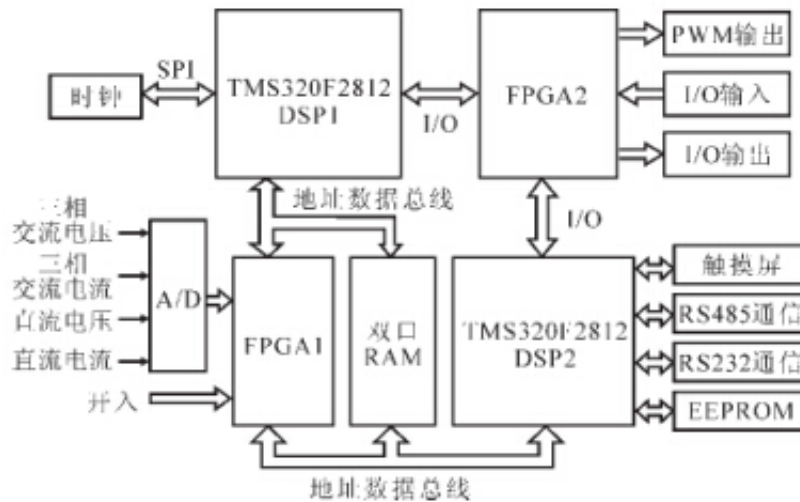 PWM 输出
SPI
TMS320F2812
DSP1
时钟
I/O
FPGA2
I/O输入
I/O输出
地址数据总线
I/O
三相
交流电压
三相
交流电流
直流电压
直流电流
A/D
开入
FPGA1
双口
RAM
TMS320F2812
DSP2
触摸屏
RS485通信
RS232通信
EEPROM
地址数据总线